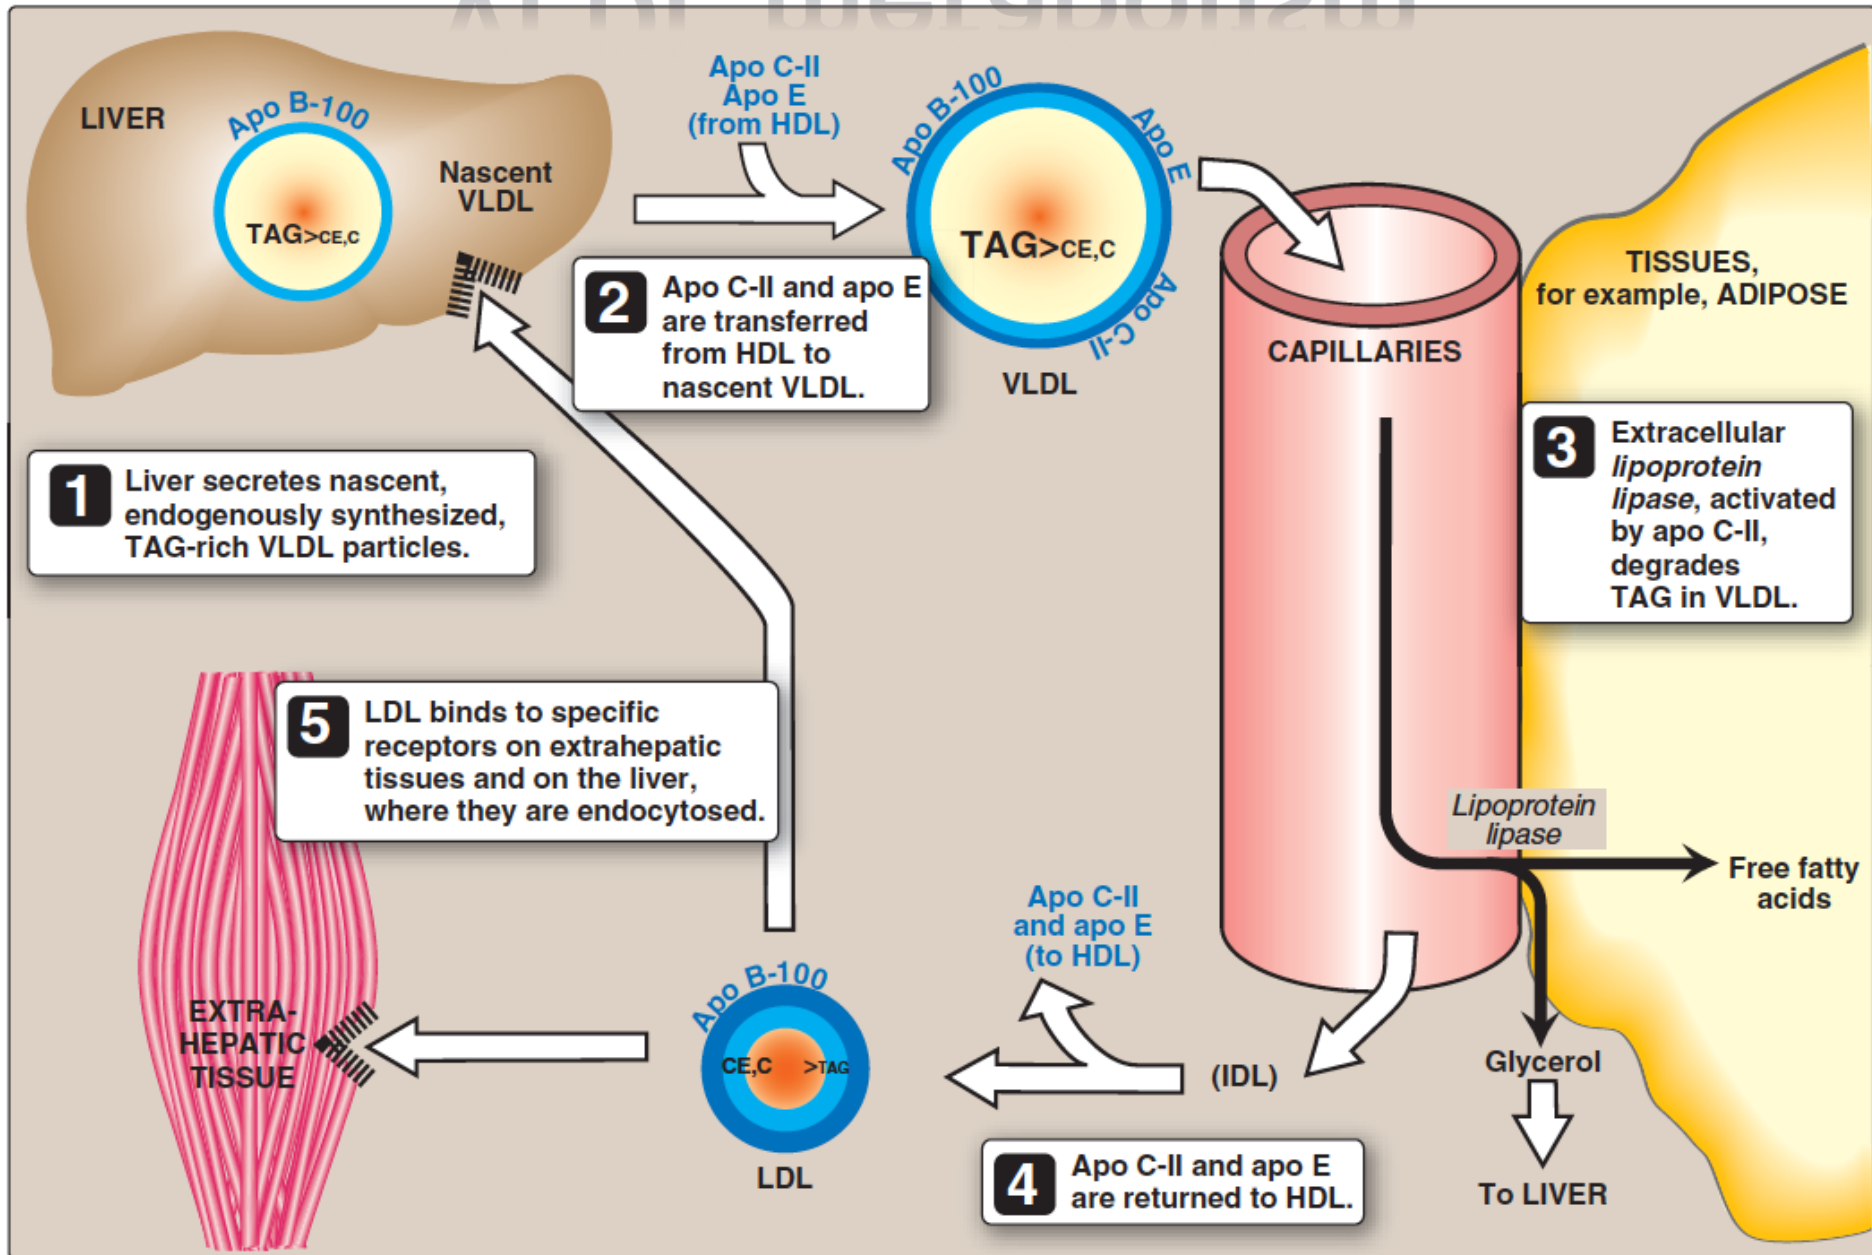 VLDL metabolism
LIVER
Apo B-100
TAG>CE,C
Nascent
VLDL
Apo C-II
Apo E
(from HDL)
Apo B-100
Apo E
Apo C-II
TAG>CE,C
VLDL
1 Liver secretes nascent,
endogenously synthesized,
TAG-rich VLDL particles.
2 Apo C-II and apo E
are transferred
from HDL to
nascent VLDL.
CAPILLARIES
TISSUES,
for example, ADIPOSE
3 Extracellular
lipoprotein
lipase, activated
by apo C-II,
degrades
TAG in VLDL.
Lipoprotein
lipase
Free fatty
acids
Glycerol
To LIVER
(IDL)
Apo C-II
and apo E
(to HDL)
4 Apo C-II and apo E
are returned to HDL.
Apo B-100
CE,C >TAG
LDL
5 LDL binds to specific
receptors on extrahepatic
tissues and on the liver,
where they are endocytosed.
EXTRA-
HEPATIC
TISSUE